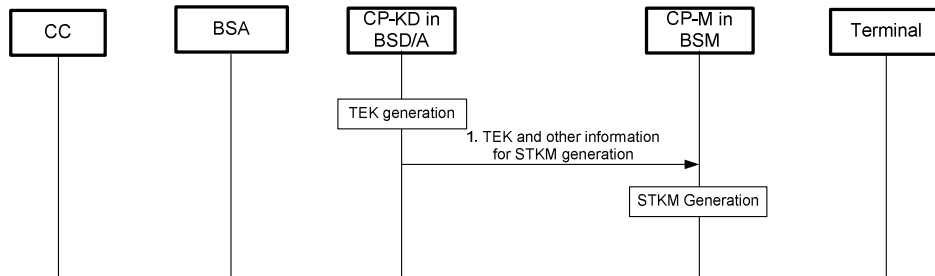 CC
BSA
CP-KD in
BSD/A
CP-M in
BSM
Terminal
TEK generation
1. TEK and other information
for STKM generation
STKM Generation